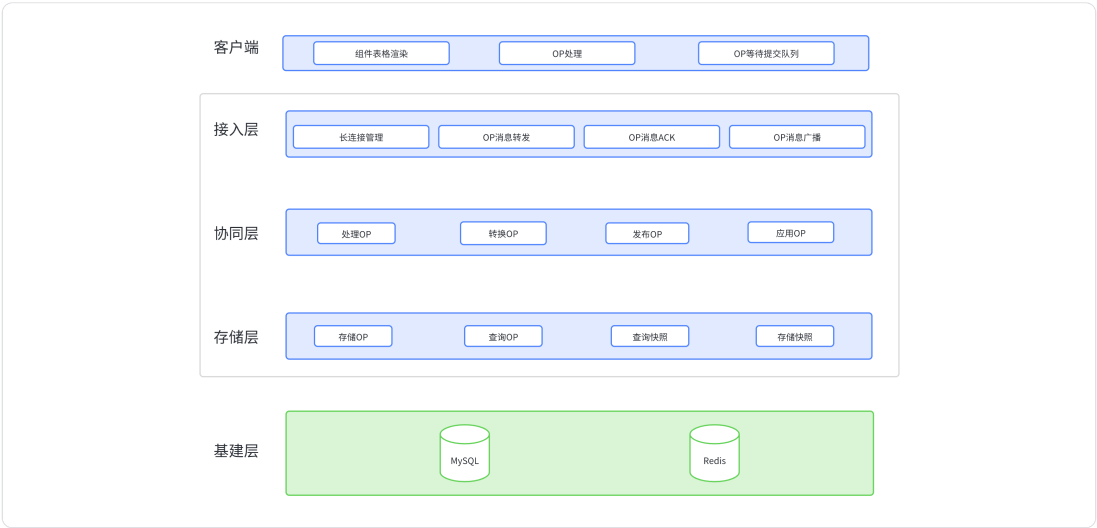 客户端
组件表格渲染
OP处理
OP等待提交队列
接入层
长连接管理
OP消息转发
OP消息ACK
OP消息广播
协同层
处理OP
转换OP
发布OP
应用OP
存储层
存储OP
查询OP
查询快照
存储快照
基建层
MySQL
Redis